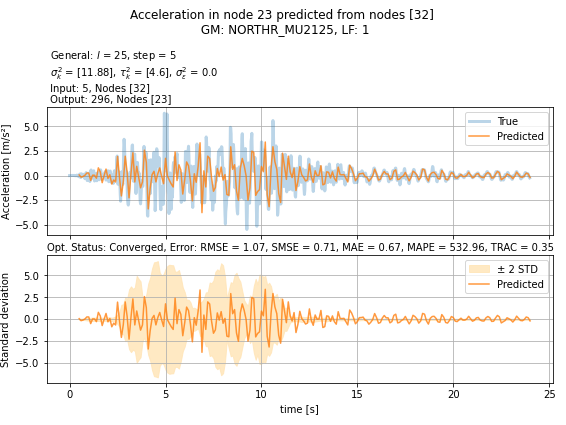 Acceleration in node 23 predicted from nodes [32]
GM: NORTHR_MU2125, LF: 1
General: l = 25, step = 5
σ²ₖ = [11.88], τ²ₖ = [4.6], σ²ₑ = 0.0
Input: 5, Nodes [32]
Output: 296, Nodes [23]
Acceleration [m/s²]
5.0
2.5
0.0
−2.5
−5.0
True
Predicted
Opt. Status: Converged, Error: RMSE = 1.07, SMSE = 0.71, MAE = 0.67, MAPE = 532.96, TRAC = 0.35
Standard deviation
5.0
2.5
0.0
−2.5
−5.0
± 2 STD
Predicted
0 5 10 15 20 25
time [s]